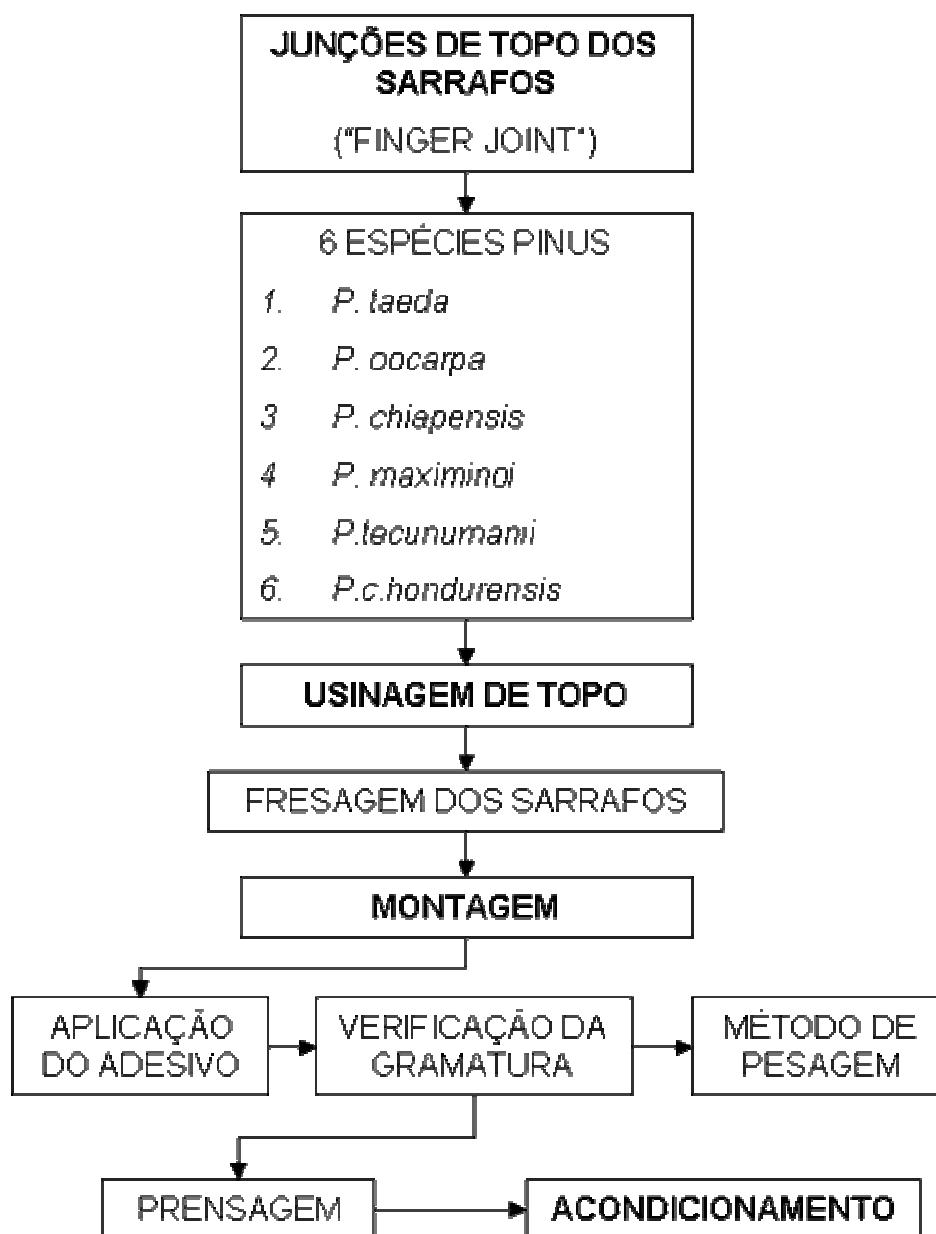 JUNÇÕES DE TOPO DOS
SARRAFOS
("FINGER JOINT")
6 ESPÉCIES PINUS
1. P. taeda
2. P. oocarpa
3 P. chiapensis
4 P. maximinoi
5. P.tecunumami
6. P.c.hondurensis
USINAGEM DE TOPO
FRESAGEM DOS SARRAFOS
MONTAGEM
APLICAÇÃO
DO ADESIVO
VERIFICAÇÃO DA
GRAMATURA
MÉTODO DE
PESAGEM
PRENSAGEM
ACONDICIONAMENTO